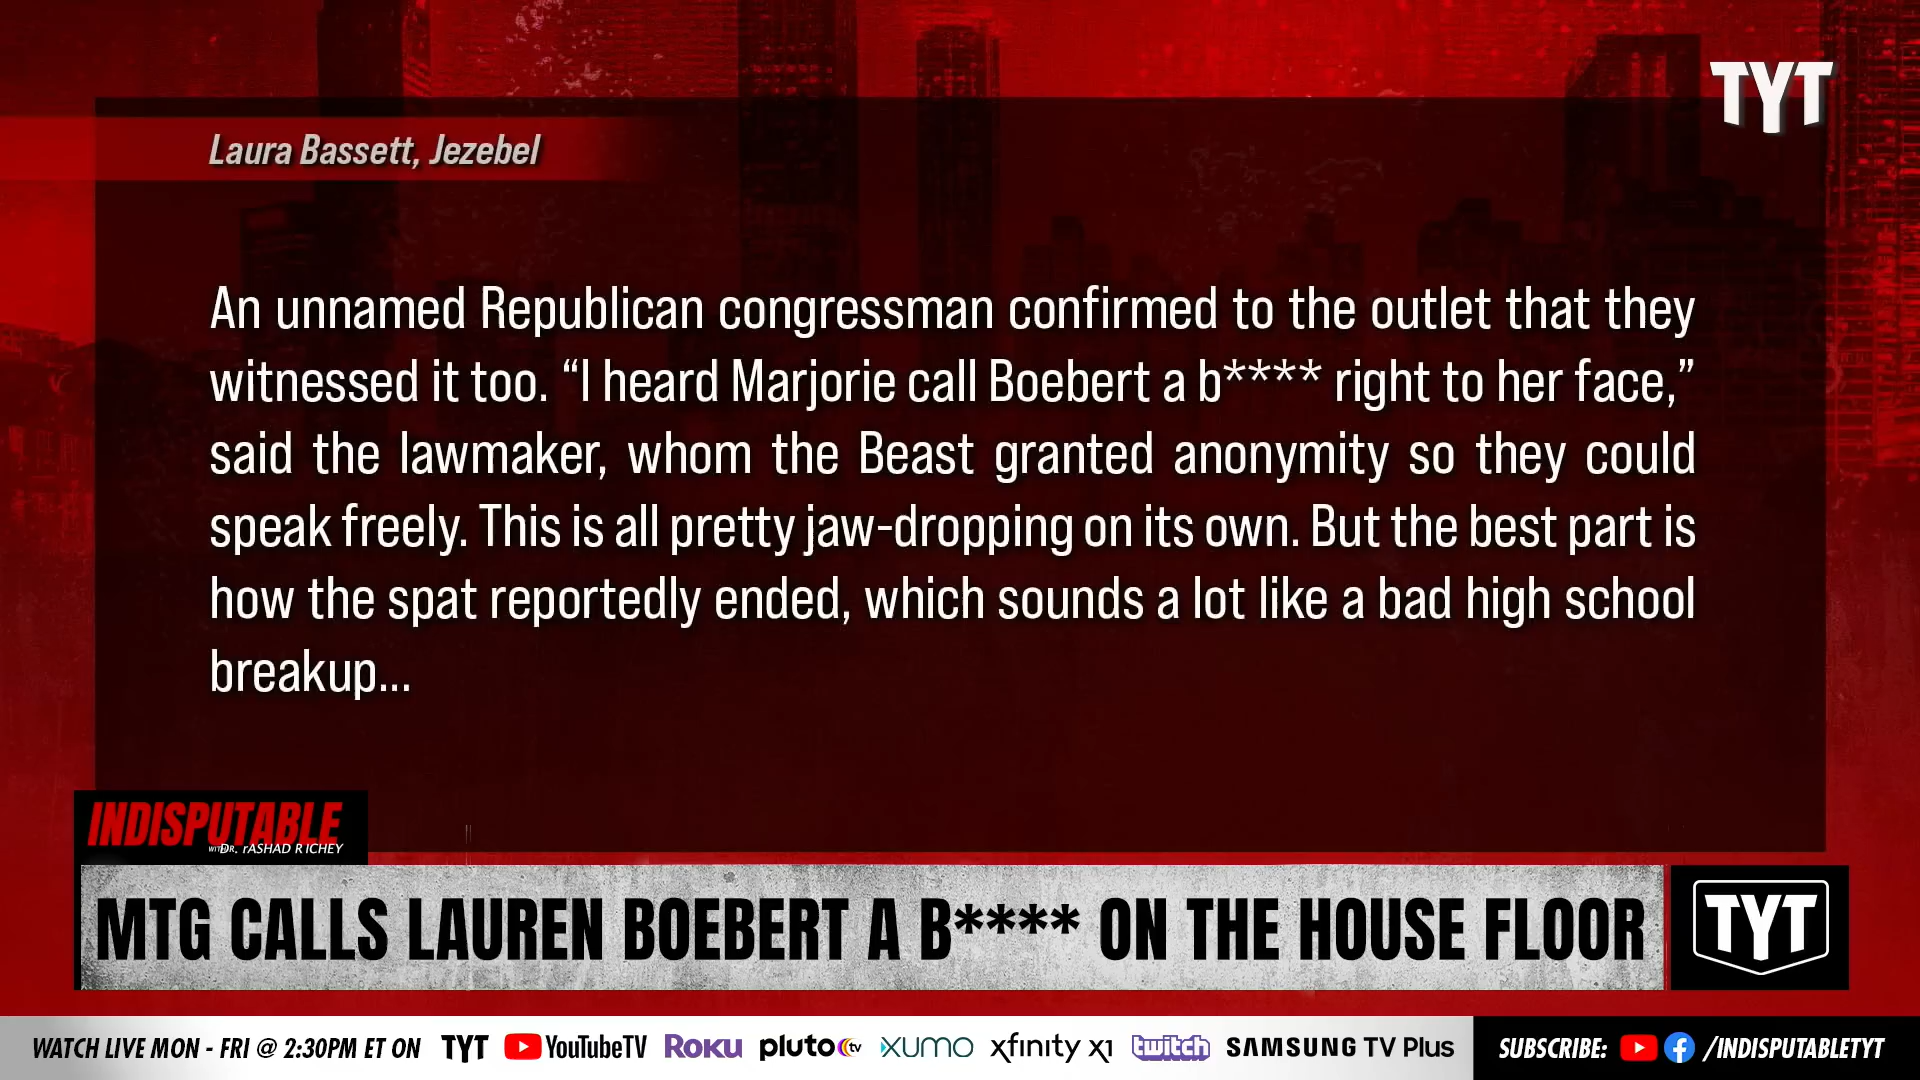 TYT
Laura Bassett, Jezebel
An unnamed Republican congressman confirmed to the outlet that they
witnessed it too. “I heard Marjorie call Boebert a b**** right to her face,”
said the lawmaker, whom the Beast granted anonymity so they could
speak freely. This is all pretty jaw-dropping on its own. But the best part is
how the spat reportedly ended, which sounds a lot like a bad high school
breakup...
INDISPUTABLE
WITH DR. rASHAD RICHEY
MTG CALLS LAUREN BOEBERT A B**** ON THE HOUSE FLOOR
TYT
WATCH LIVE MON - FRI @ 2:30PM ET ON TYT YouTubeTV ROKU pluto tv XUMO xfinity x1 twitch SAMSUNG TV Plus SUBSCRIBE: /INDISPUTABLETYT